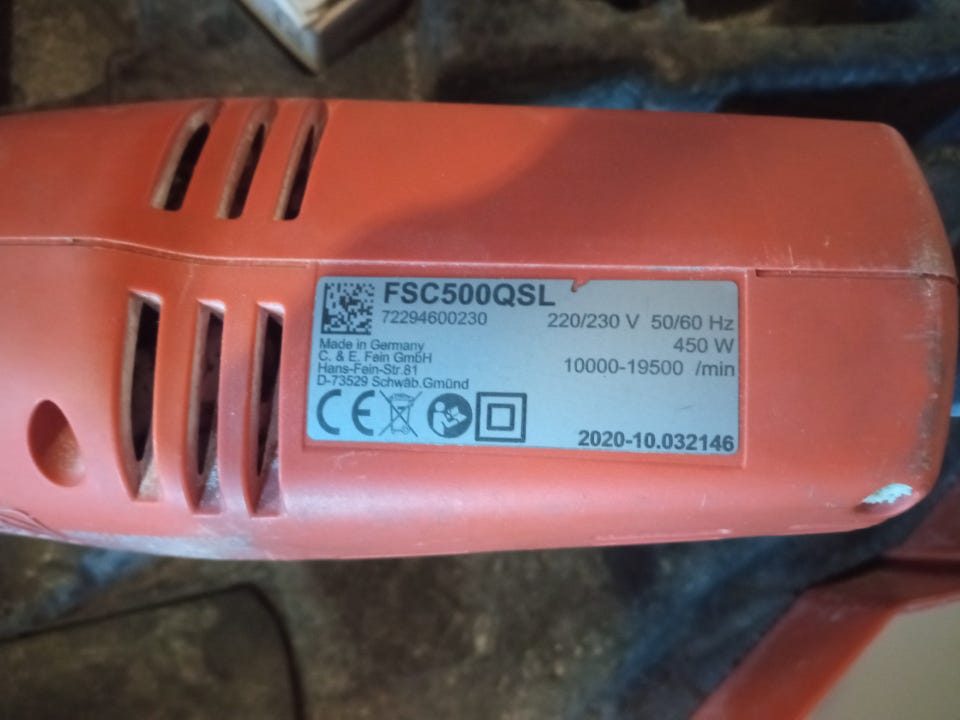 FSC500QSL
72294600230 220/230 V 50/60 Hz
450 W
10000-19500 /min
Made in Germany
C. & E. Fein GmbH
Hans-Fein-Str.81
D-73529 Schwäb.Gmünd
CE
2020-10.032146